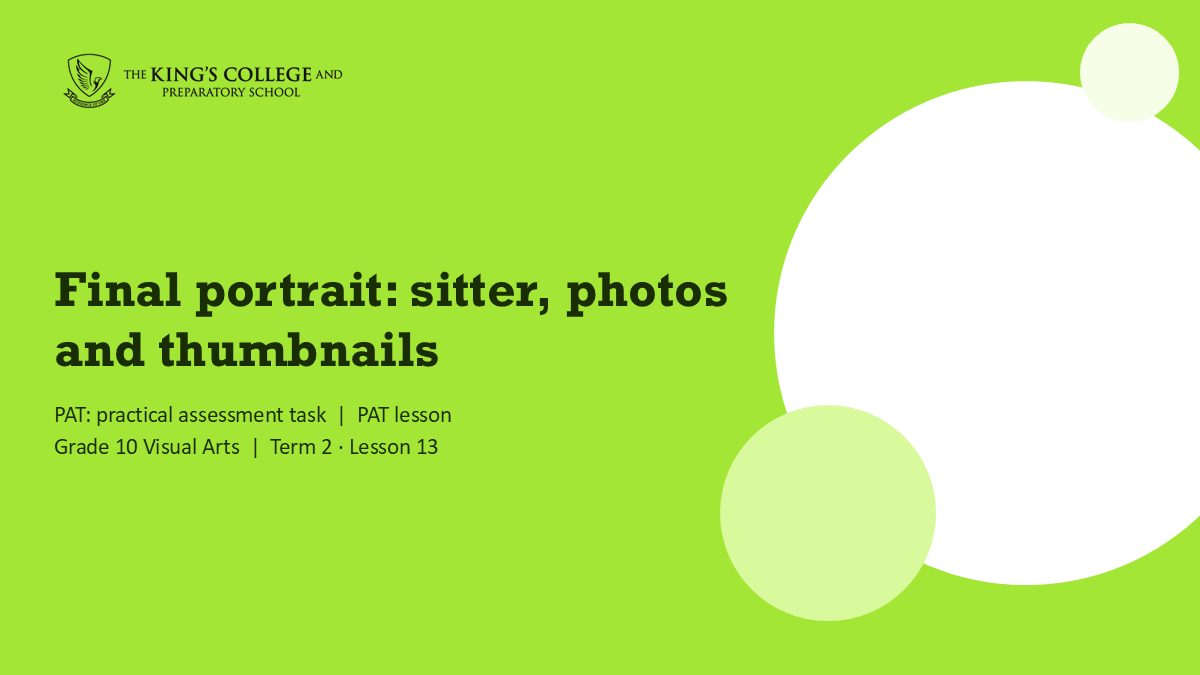 THE KING'S COLLEGE AND
PREPARATORY SCHOOL
Final portrait: sitter, photos
and thumbnails
PAT: practical assessment task | PAT lesson
Grade 10 Visual Arts | Term 2 · Lesson 13